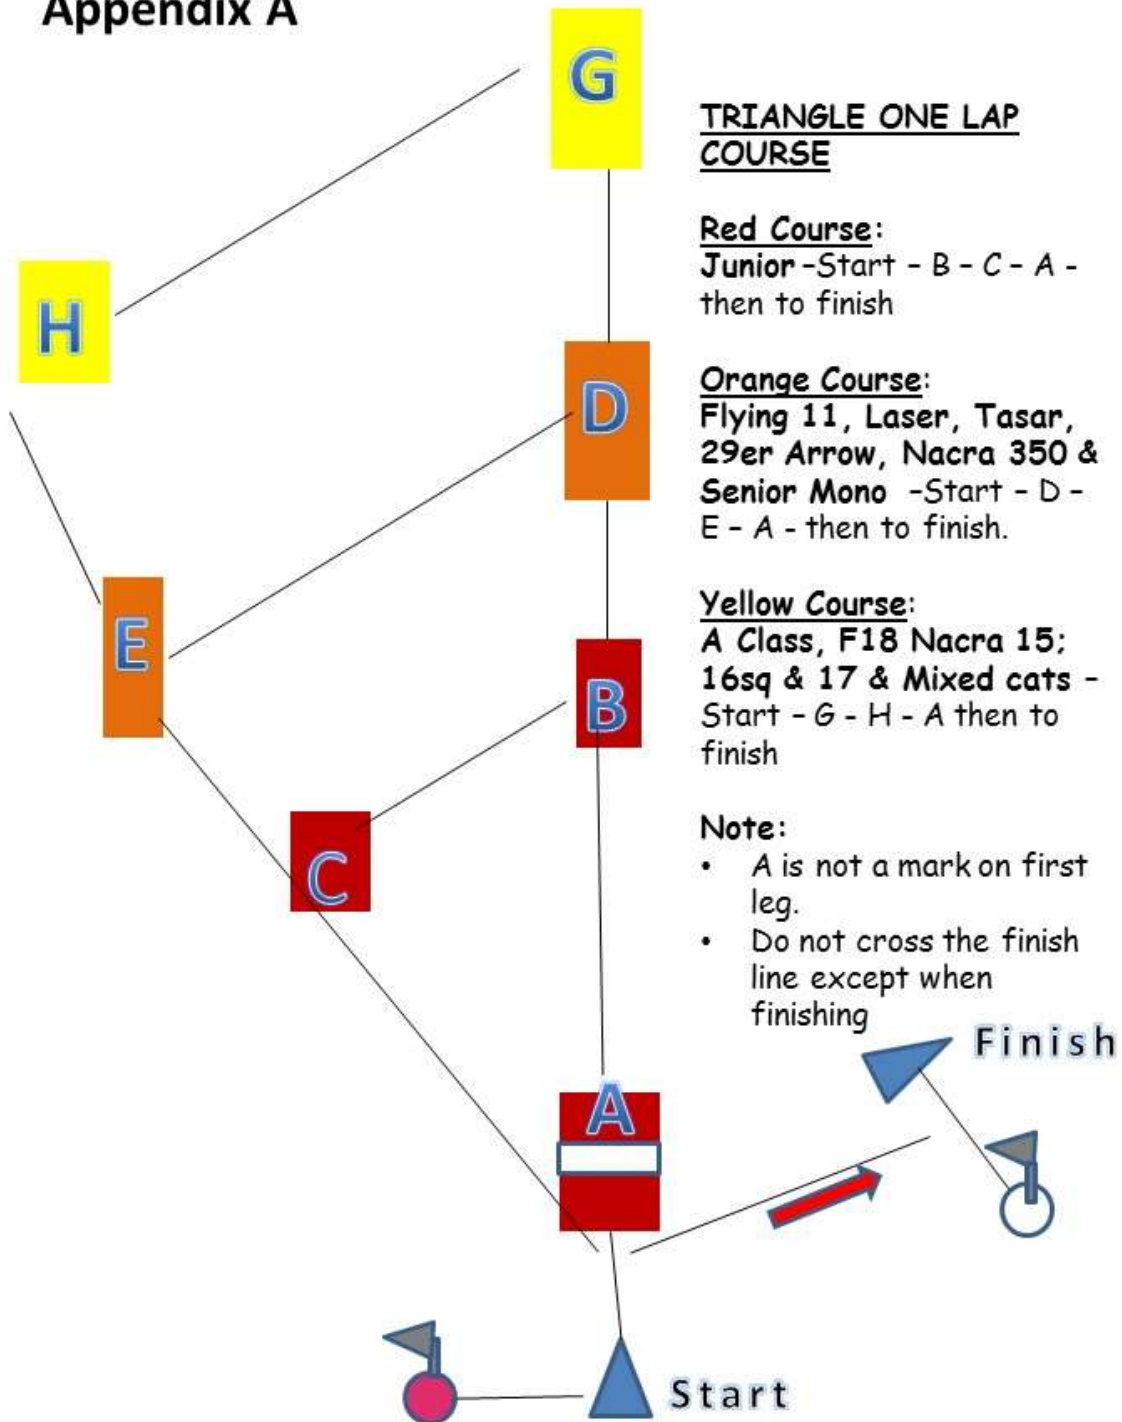 Appendix A
G
TRIANGLE ONE LAP
COURSE
Red Course:
Junior –Start – B – C – A -
then to finish
H
Orange Course:
Flying 11, Laser, Tasar,
29er Arrow, Nacra 350 &
Senior Mono –Start – D –
E – A - then to finish.
D
Yellow Course:
A Class, F18 Nacra 15;
16sq & 17 & Mixed cats –
Start – G - H - A then to
finish
E
B
Note:
• A is not a mark on first
leg.
• Do not cross the finish
line except when
finishing
C
Finish
A
Start